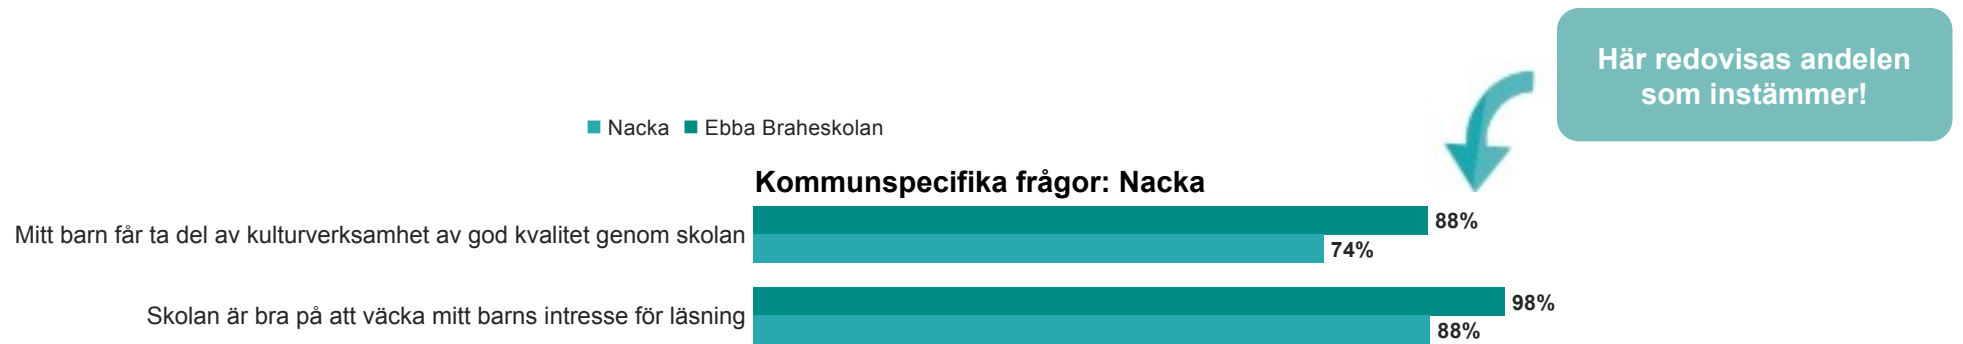 Här redovisas andelen
som instämmer!
Nacka Ebba Braheskolan
Kommunspecifika frågor: Nacka
Mitt barn får ta del av kulturverksamhet av god kvalitet genom skolan
88%
74%
Skolan är bra på att väcka mitt barns intresse för läsning
98%
88%